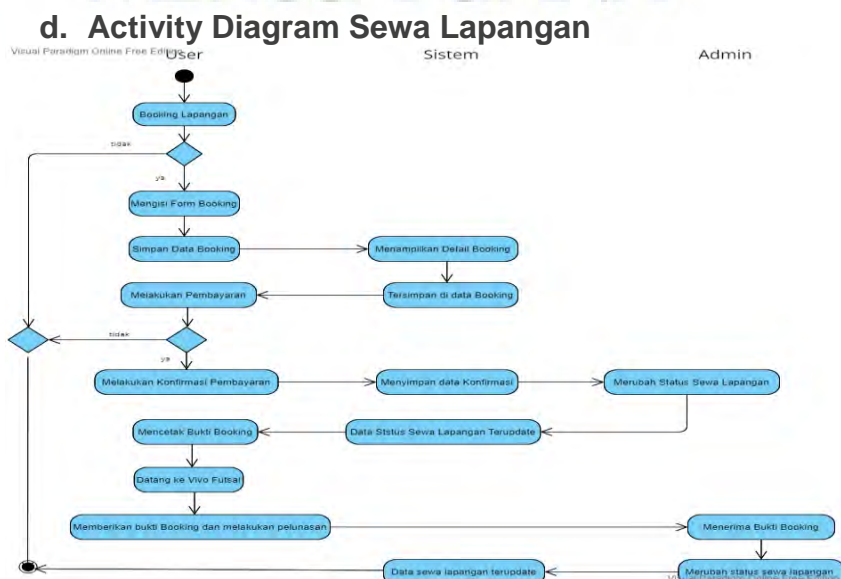 d. Activity Diagram Sewa Lapangan
Visual Paradigm Online Free Edition
User Sistem Admin
Booking Lapangan
tidak
ya
Mengisi Form Booking
Simpan Data Booking Menampilkan Detail Booking
Melakukan Pembayaran Tersimpan di data Booking
tidak
ya
Melakukan Konfirmasi Pembayaran Menyimpan data Konfirmasi Merubah Status Sewa Lapangan
Mencetak Bukti Booking Data Ststus Sewa Lapangan Terupdate
Datang ke Vivo Futsal
Memberikan bukti Booking dan melakukan pelunasan Menerima Bukti Booking
Data sewa lapangan terupdate Merubah status sewa lapangan